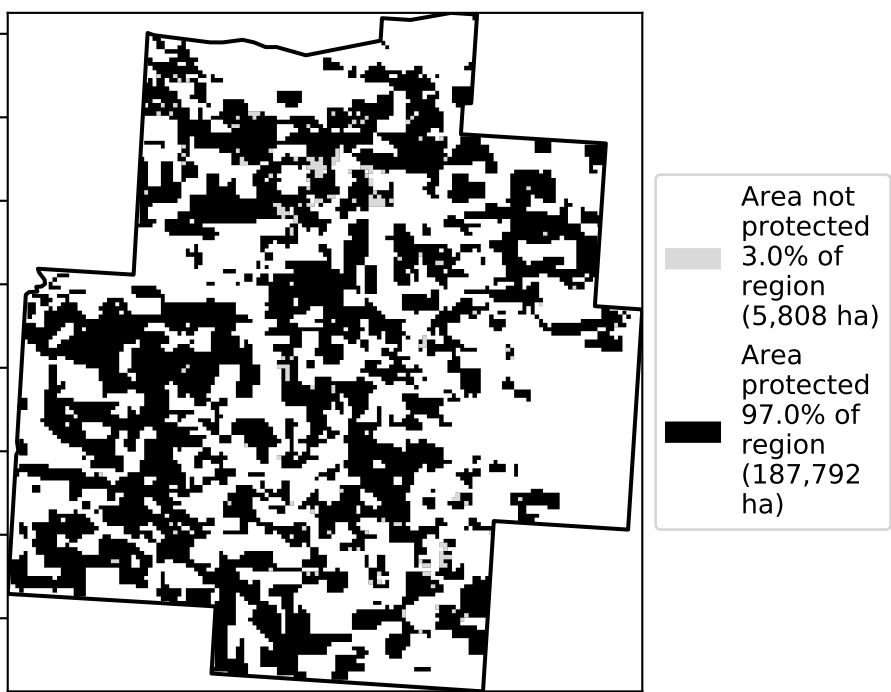 Area not
protected
3.0% of
region
(5,808 ha)
Area
protected
97.0% of
region
(187,792
ha)